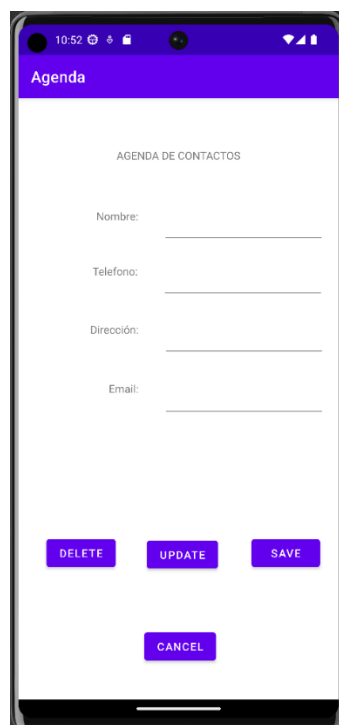 10:52
Agenda
AGENDA DE CONTACTOS
Nombre:
Telefono:
Dirección:
Email:
DELETE UPDATE SAVE
CANCEL